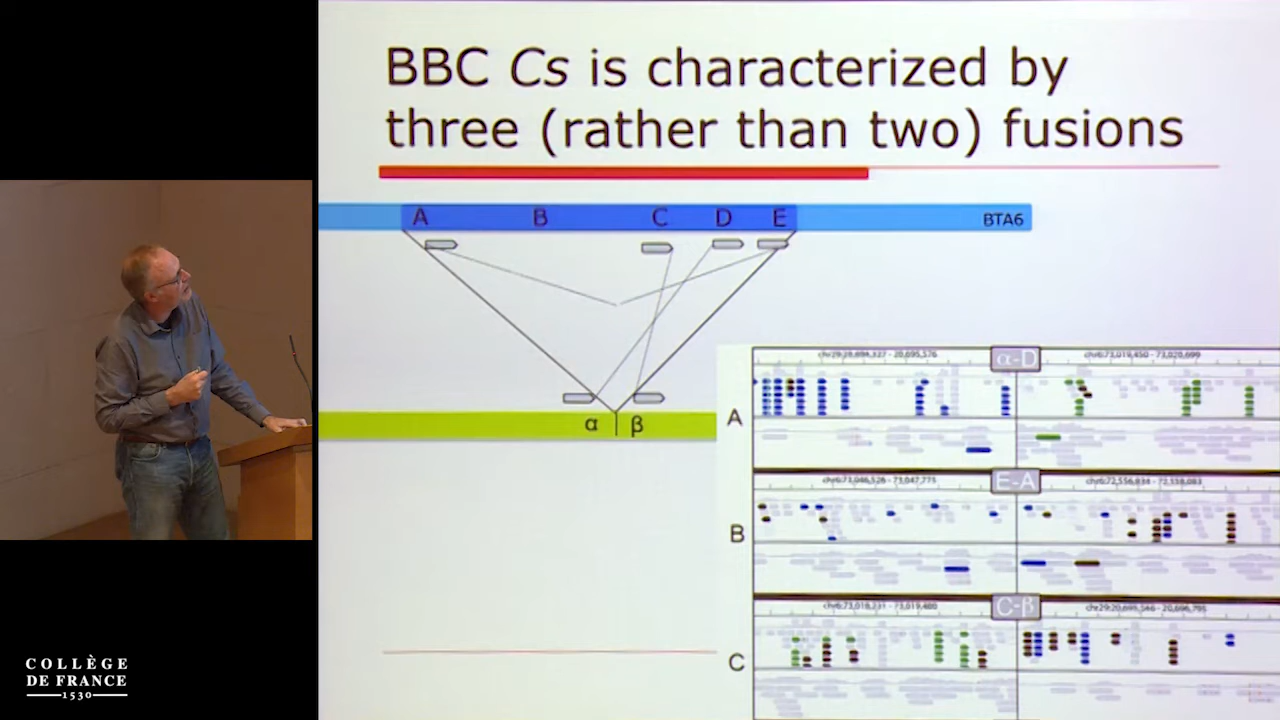 BBC Cs is characterized by
three (rather than two) fusions
A B C D E BTA6
α β
α-D
A
E-A
B
C-β
C
COLLÈGE
DE FRANCE
1530